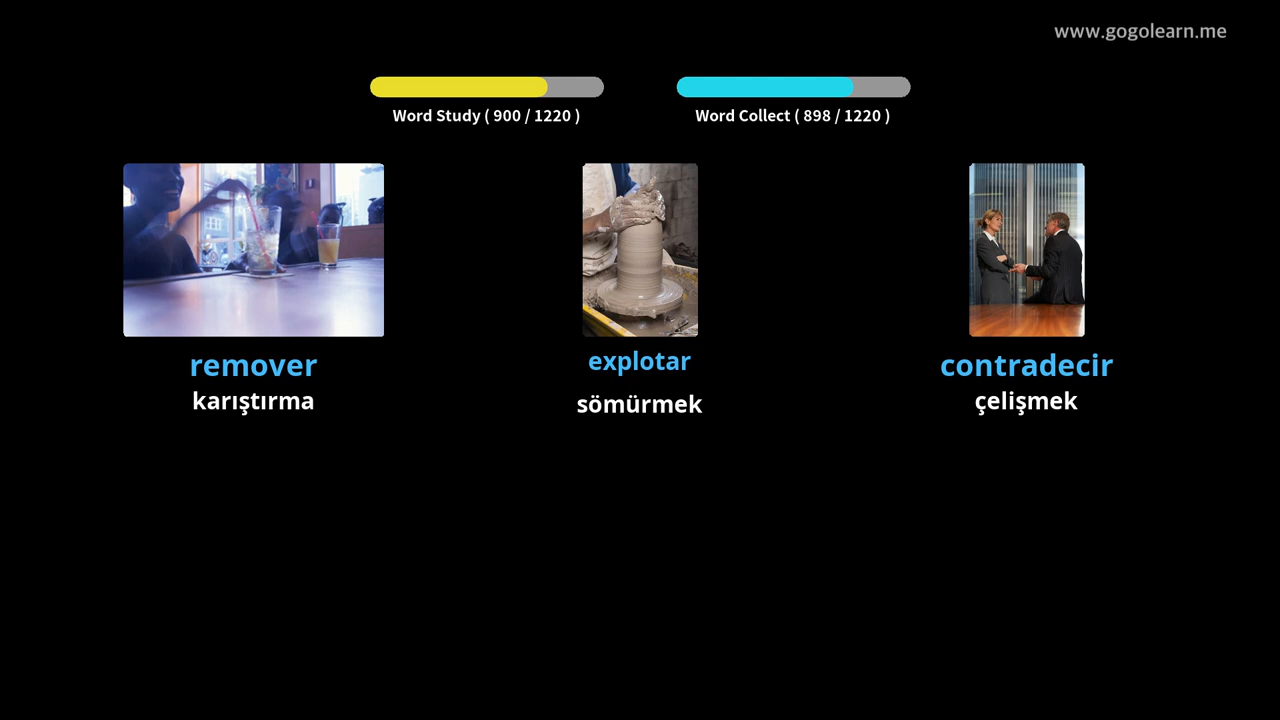 www.gogolearn.me
Word Study ( 900 / 1220 )
Word Collect ( 898 / 1220 )
remover
karıştırma
explotar
sömürmek
contradecir
çelişmek